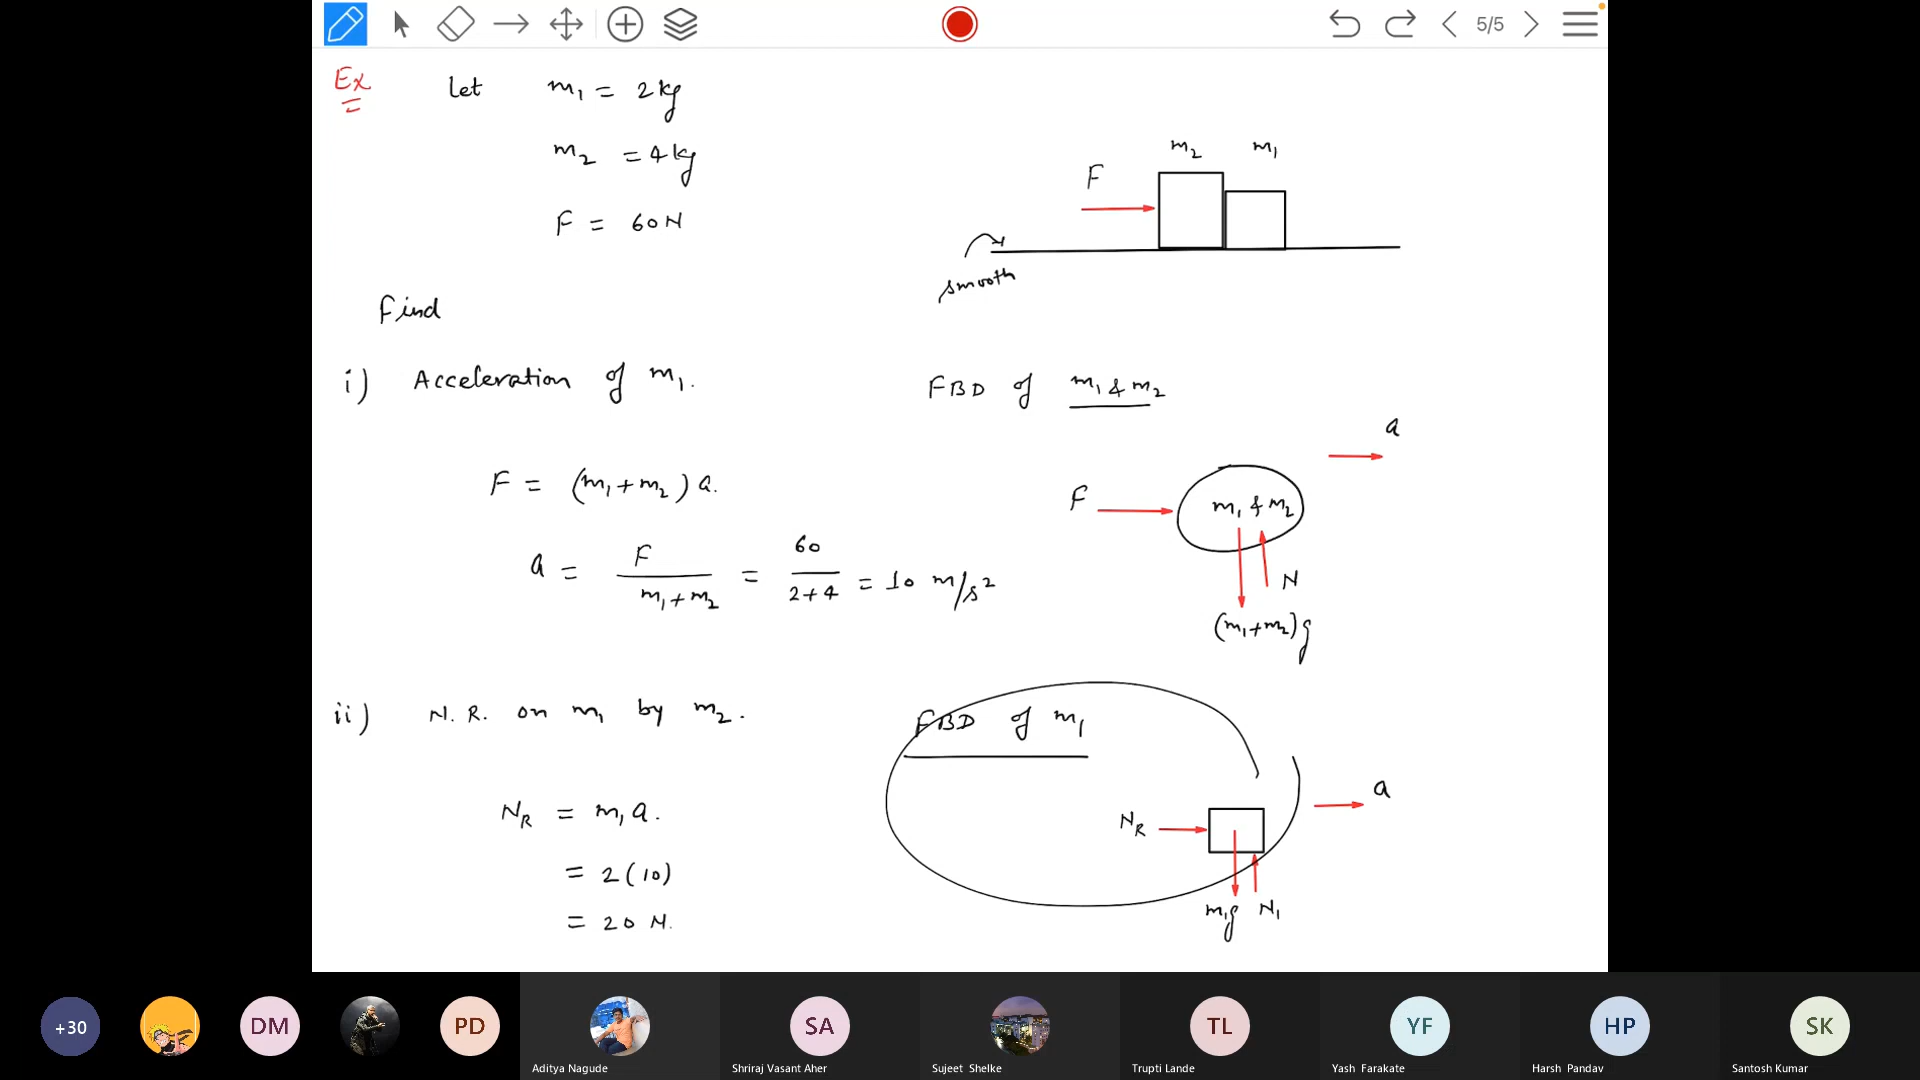 5/5
Ex let m1 = 2kg
m2 = 4kg
F = 60N
m2 m1
F
smooth
Find
i) Acceleration of m1.
F = (m1+m2) a.
a = F / m1+m2 = 60 / 2+4 = 10 m/s²
FBD of m1 & m2
a
F
m1 & m2
N
(m1+m2)g
ii) N.R. on m1 by m2.
NR = m1a.
= 2(10)
= 20 N.
FBD of m1
a
NR
m1g N1
+30
DM
PD
SA
TL
YF
HP
SK
Aditya Nagude
Shriraj Vasant Aher
Sujeet Shelke
Trupti Lande
Yash Farakate
Harsh Pandav
Santosh Kumar